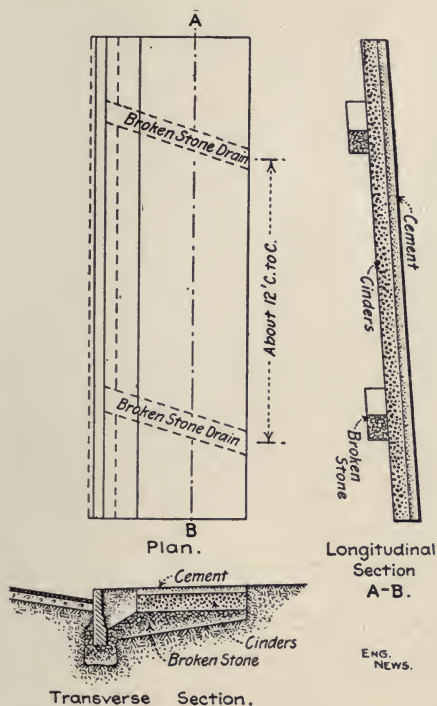 A
Broken Stone Drain
About 12' C. to C.
Broken Stone Drain
B
Plan.
Cement
Cinders
Broken
Stone
Longitudinal
Section
A-B.
Cement
Cinders
Broken Stone
ENG.
NEWS.
Transverse Section.